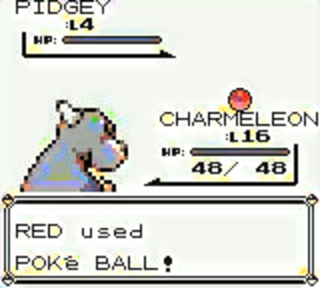 PIDGEY
:L4
HP:
CHARMELEON
:L16
HP:
48/ 48
RED used
POKé BALL!